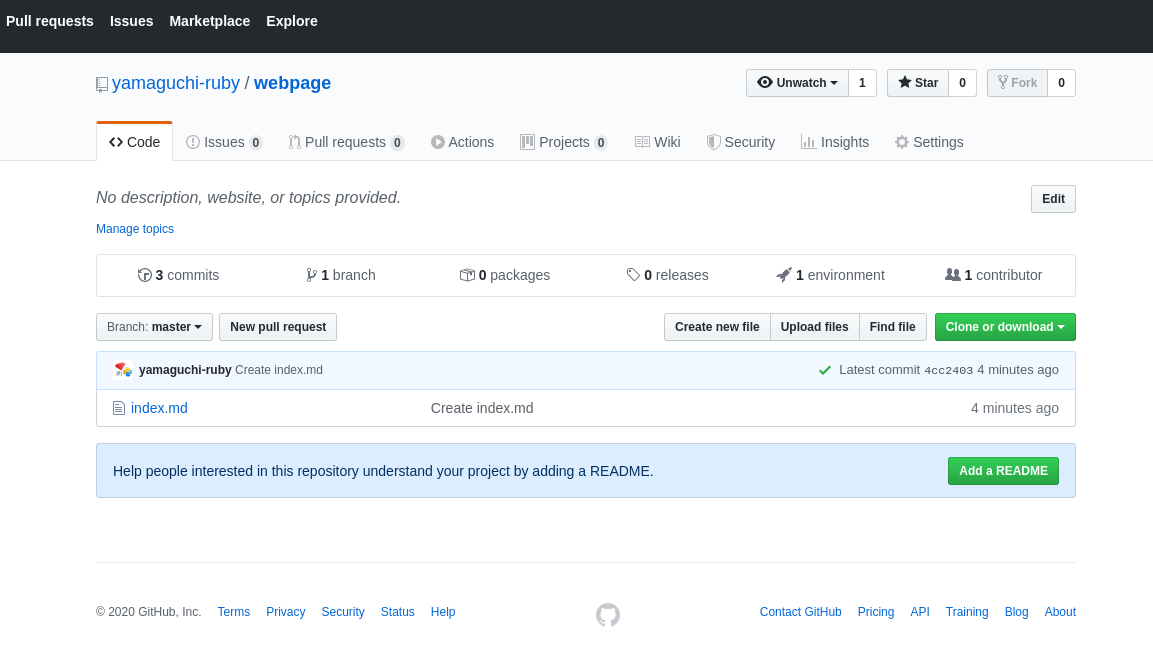 Pull requests Issues Marketplace Explore
yamaguchi-ruby / webpage Unwatch 1 Star 0 Fork 0
Code Issues 0 Pull requests 0 Actions Projects 0 Wiki Security Insights Settings
No description, website, or topics provided. Edit
Manage topics
3 commits 1 branch 0 packages 0 releases 1 environment 1 contributor
Branch: master New pull request Create new file Upload files Find file Clone or download
yamaguchi-ruby Create index.md Latest commit 4cc2403 4 minutes ago
index.md Create index.md 4 minutes ago
Help people interested in this repository understand your project by adding a README. Add a README
© 2020 GitHub, Inc. Terms Privacy Security Status Help Contact GitHub Pricing API Training Blog About